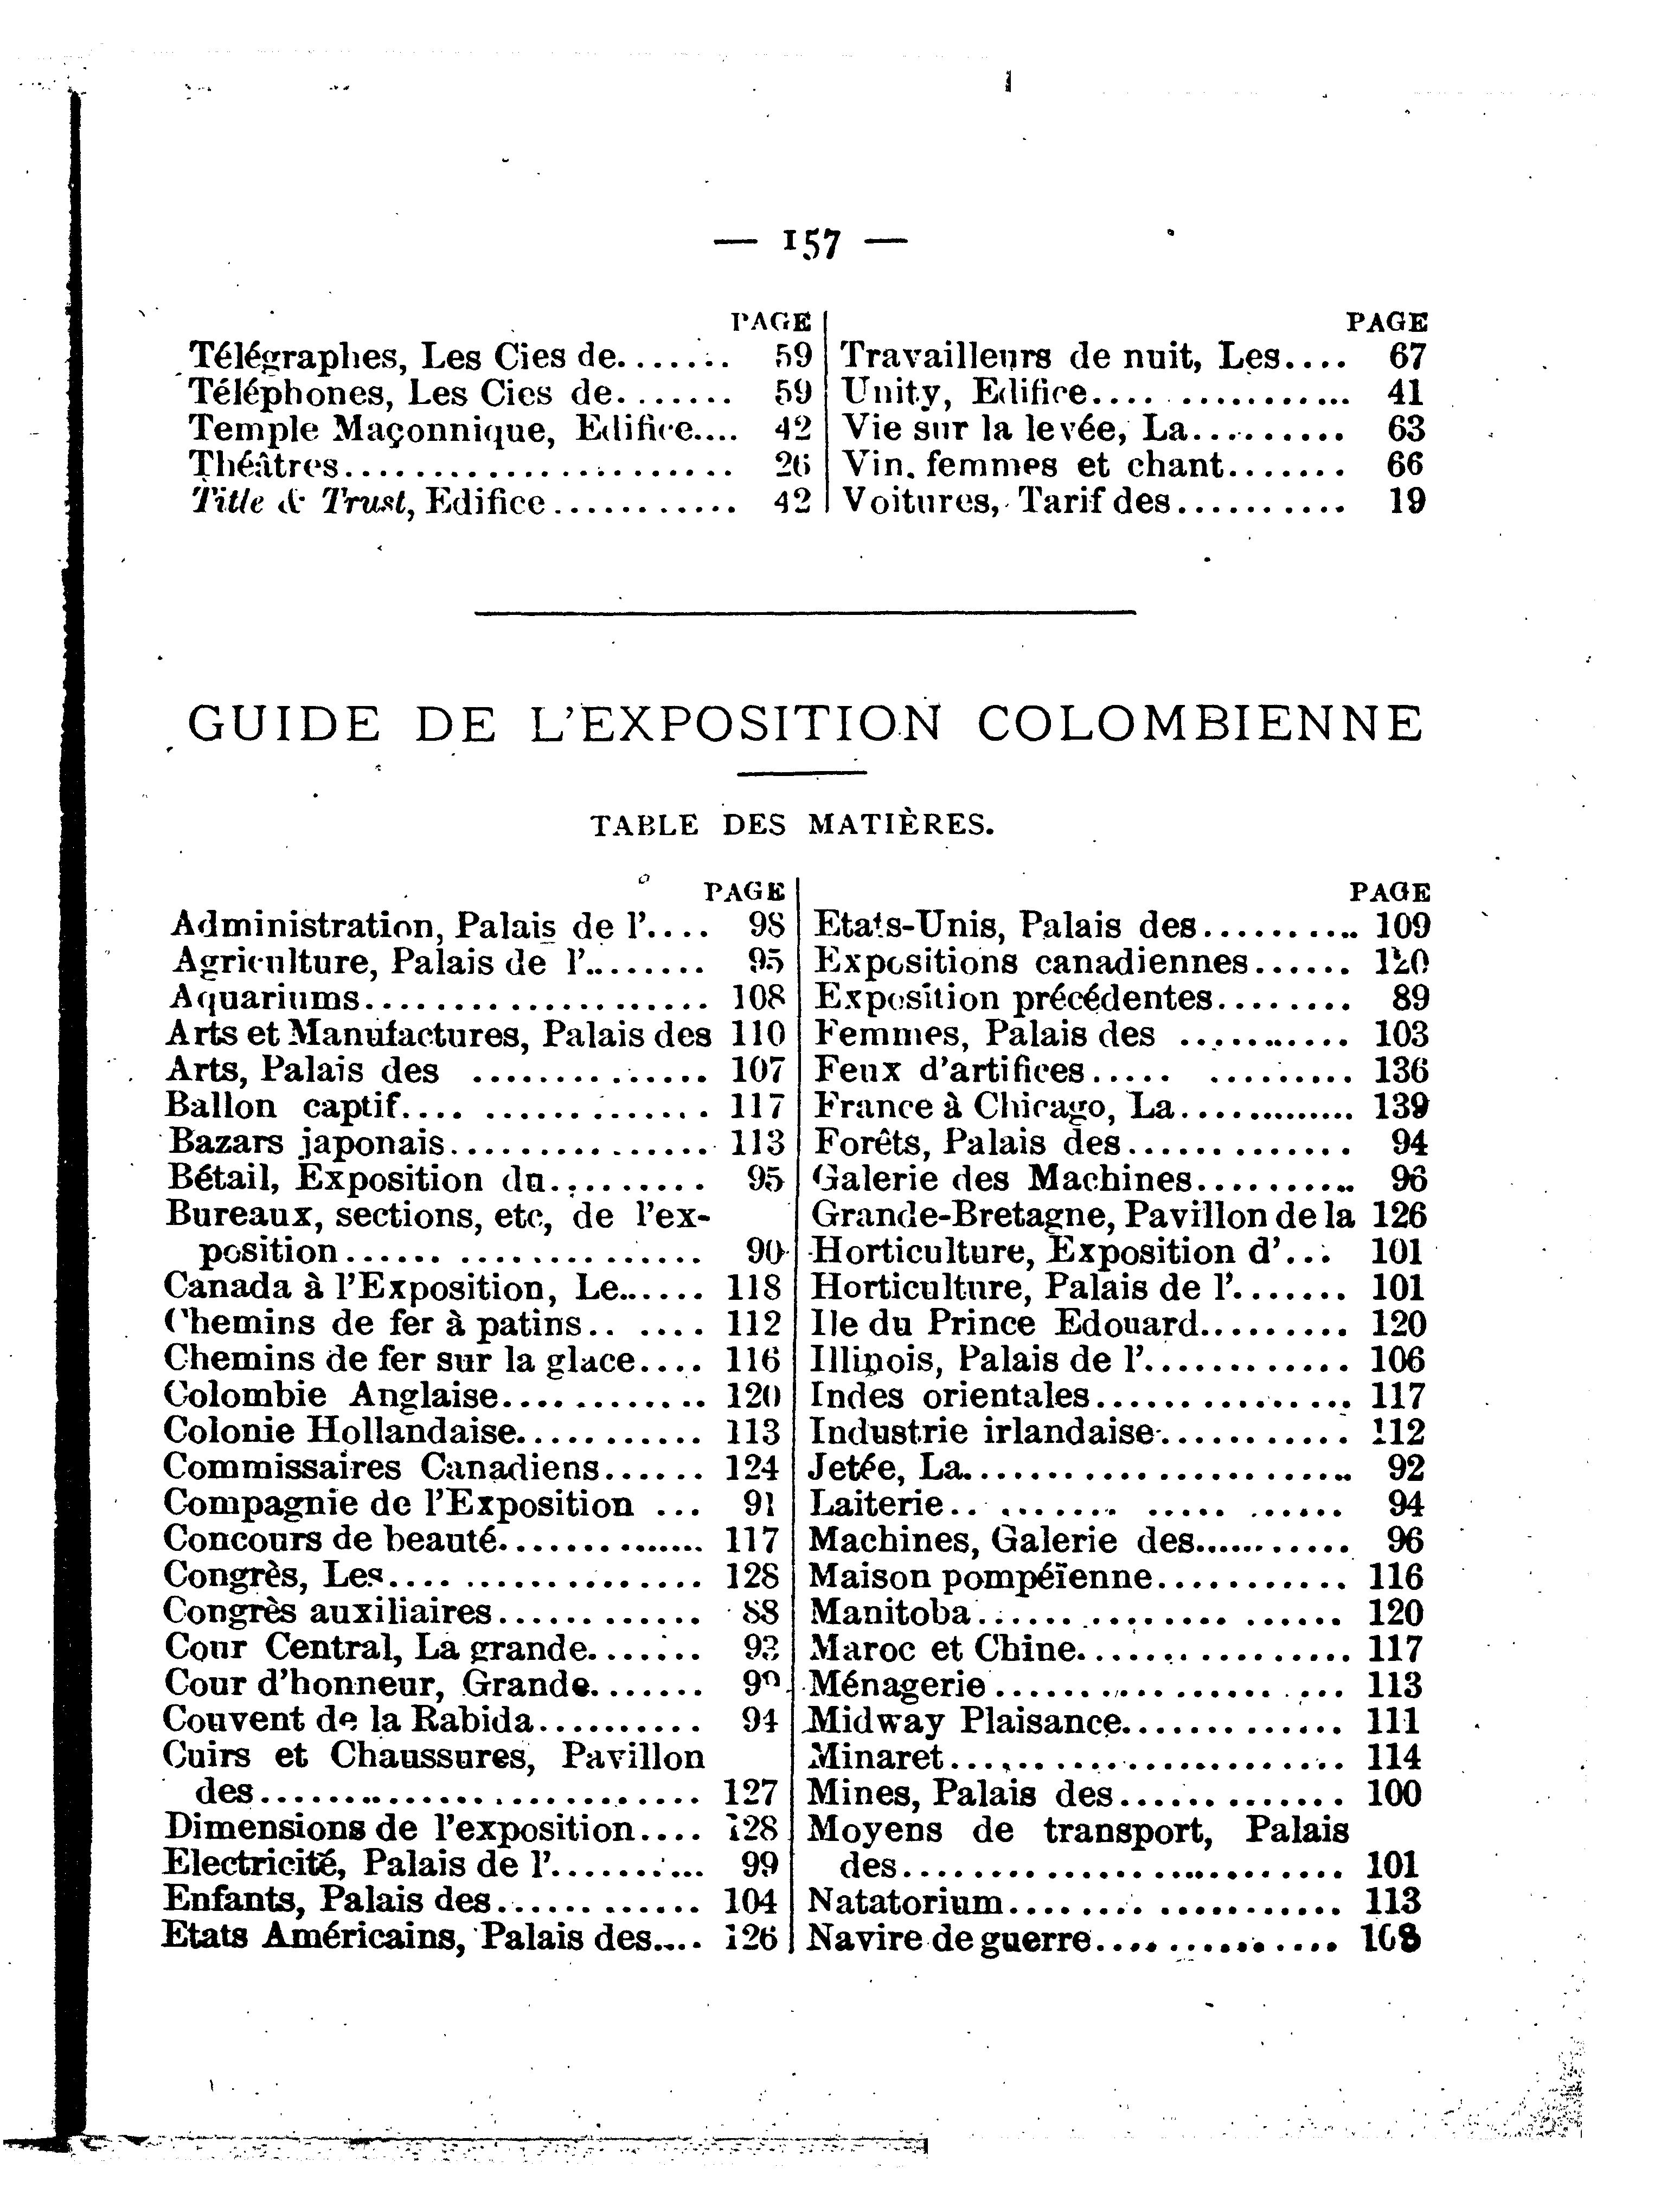 — 157 —
PAGE
Télégraphes, Les Cies de....... 59
Téléphones, Les Cies de....... 59
Temple Maçonnique, Edifice.... 42
Théâtres....................... 26
Title & Trust, Edifice........... 42
PAGE
Travailleurs de nuit, Les.... 67
Unity, Edifice.... ........... 41
Vie sur la levée, La......... 63
Vin, femmes et chant....... 66
Voitures, Tarif des.......... 19
GUIDE DE L'EXPOSITION COLOMBIENNE
TABLE DES MATIÈRES.
PAGE
Administration, Palais de l'.... 98
Agriculture, Palais de l'........ 95
Aquariums.................... 108
Arts et Manufactures, Palais des 110
Arts, Palais des .............. 107
Ballon captif.... ............. 117
Bazars japonais............... 113
Bétail, Exposition du.......... 95
Bureaux, sections, etc, de l'ex-
position...... .............. 90
Canada à l'Exposition, Le...... 118
Chemins de fer à patins.. .... 112
Chemins de fer sur la glace.... 116
Colombie Anglaise............ 120
Colonie Hollandaise........... 113
Commissaires Canadiens...... 124
Compagnie de l'Exposition ... 91
Concours de beauté............. 117
Congrès, Les.... .............. 128
Congrès auxiliaires............ 88
Cour Central, La grande....... 93
Cour d'honneur, Grande.......
Couvent de la Rabida.......... 94
Cuirs et Chaussures, Pavillon
des.......................... 127
Dimensions de l'exposition.... 128
Electricité, Palais de l'.......... 99
Enfants, Palais des............ 104
Etats Américains, Palais des.... 126
PAGE
Etats-Unis, Palais des.......... 109
Expositions canadiennes...... 120
Exposition précédentes........ 89
Femmes, Palais des ........... 103
Feux d'artifices..... ......... 136
France à Chicago, La............. 139
Forêts, Palais des............. 94
Galerie des Machines.......... 96
Grande-Bretagne, Pavillon de la 126
Horticulture, Exposition d'... 101
Horticulture, Palais de l'....... 101
Ile du Prince Edouard......... 120
Illinois, Palais de l'............ 106
Indes orientales............... 117
Industrie irlandaise........... 112
Jetée, La....................... 92
Laiterie.. ....... ..... ...... 94
Machines, Galerie des........... 96
Maison pompéïenne........... 116
Manitoba...... ........ ...... 120
Maroc et Chine................ 117
Ménagerie.................... 113
Midway Plaisance............. 111
Minaret....................... 114
Mines, Palais des...... ....... 100
Moyens de transport, Palais
des.......................... 101
Natatorium........ ........... 113
Navire de guerre.............. 108